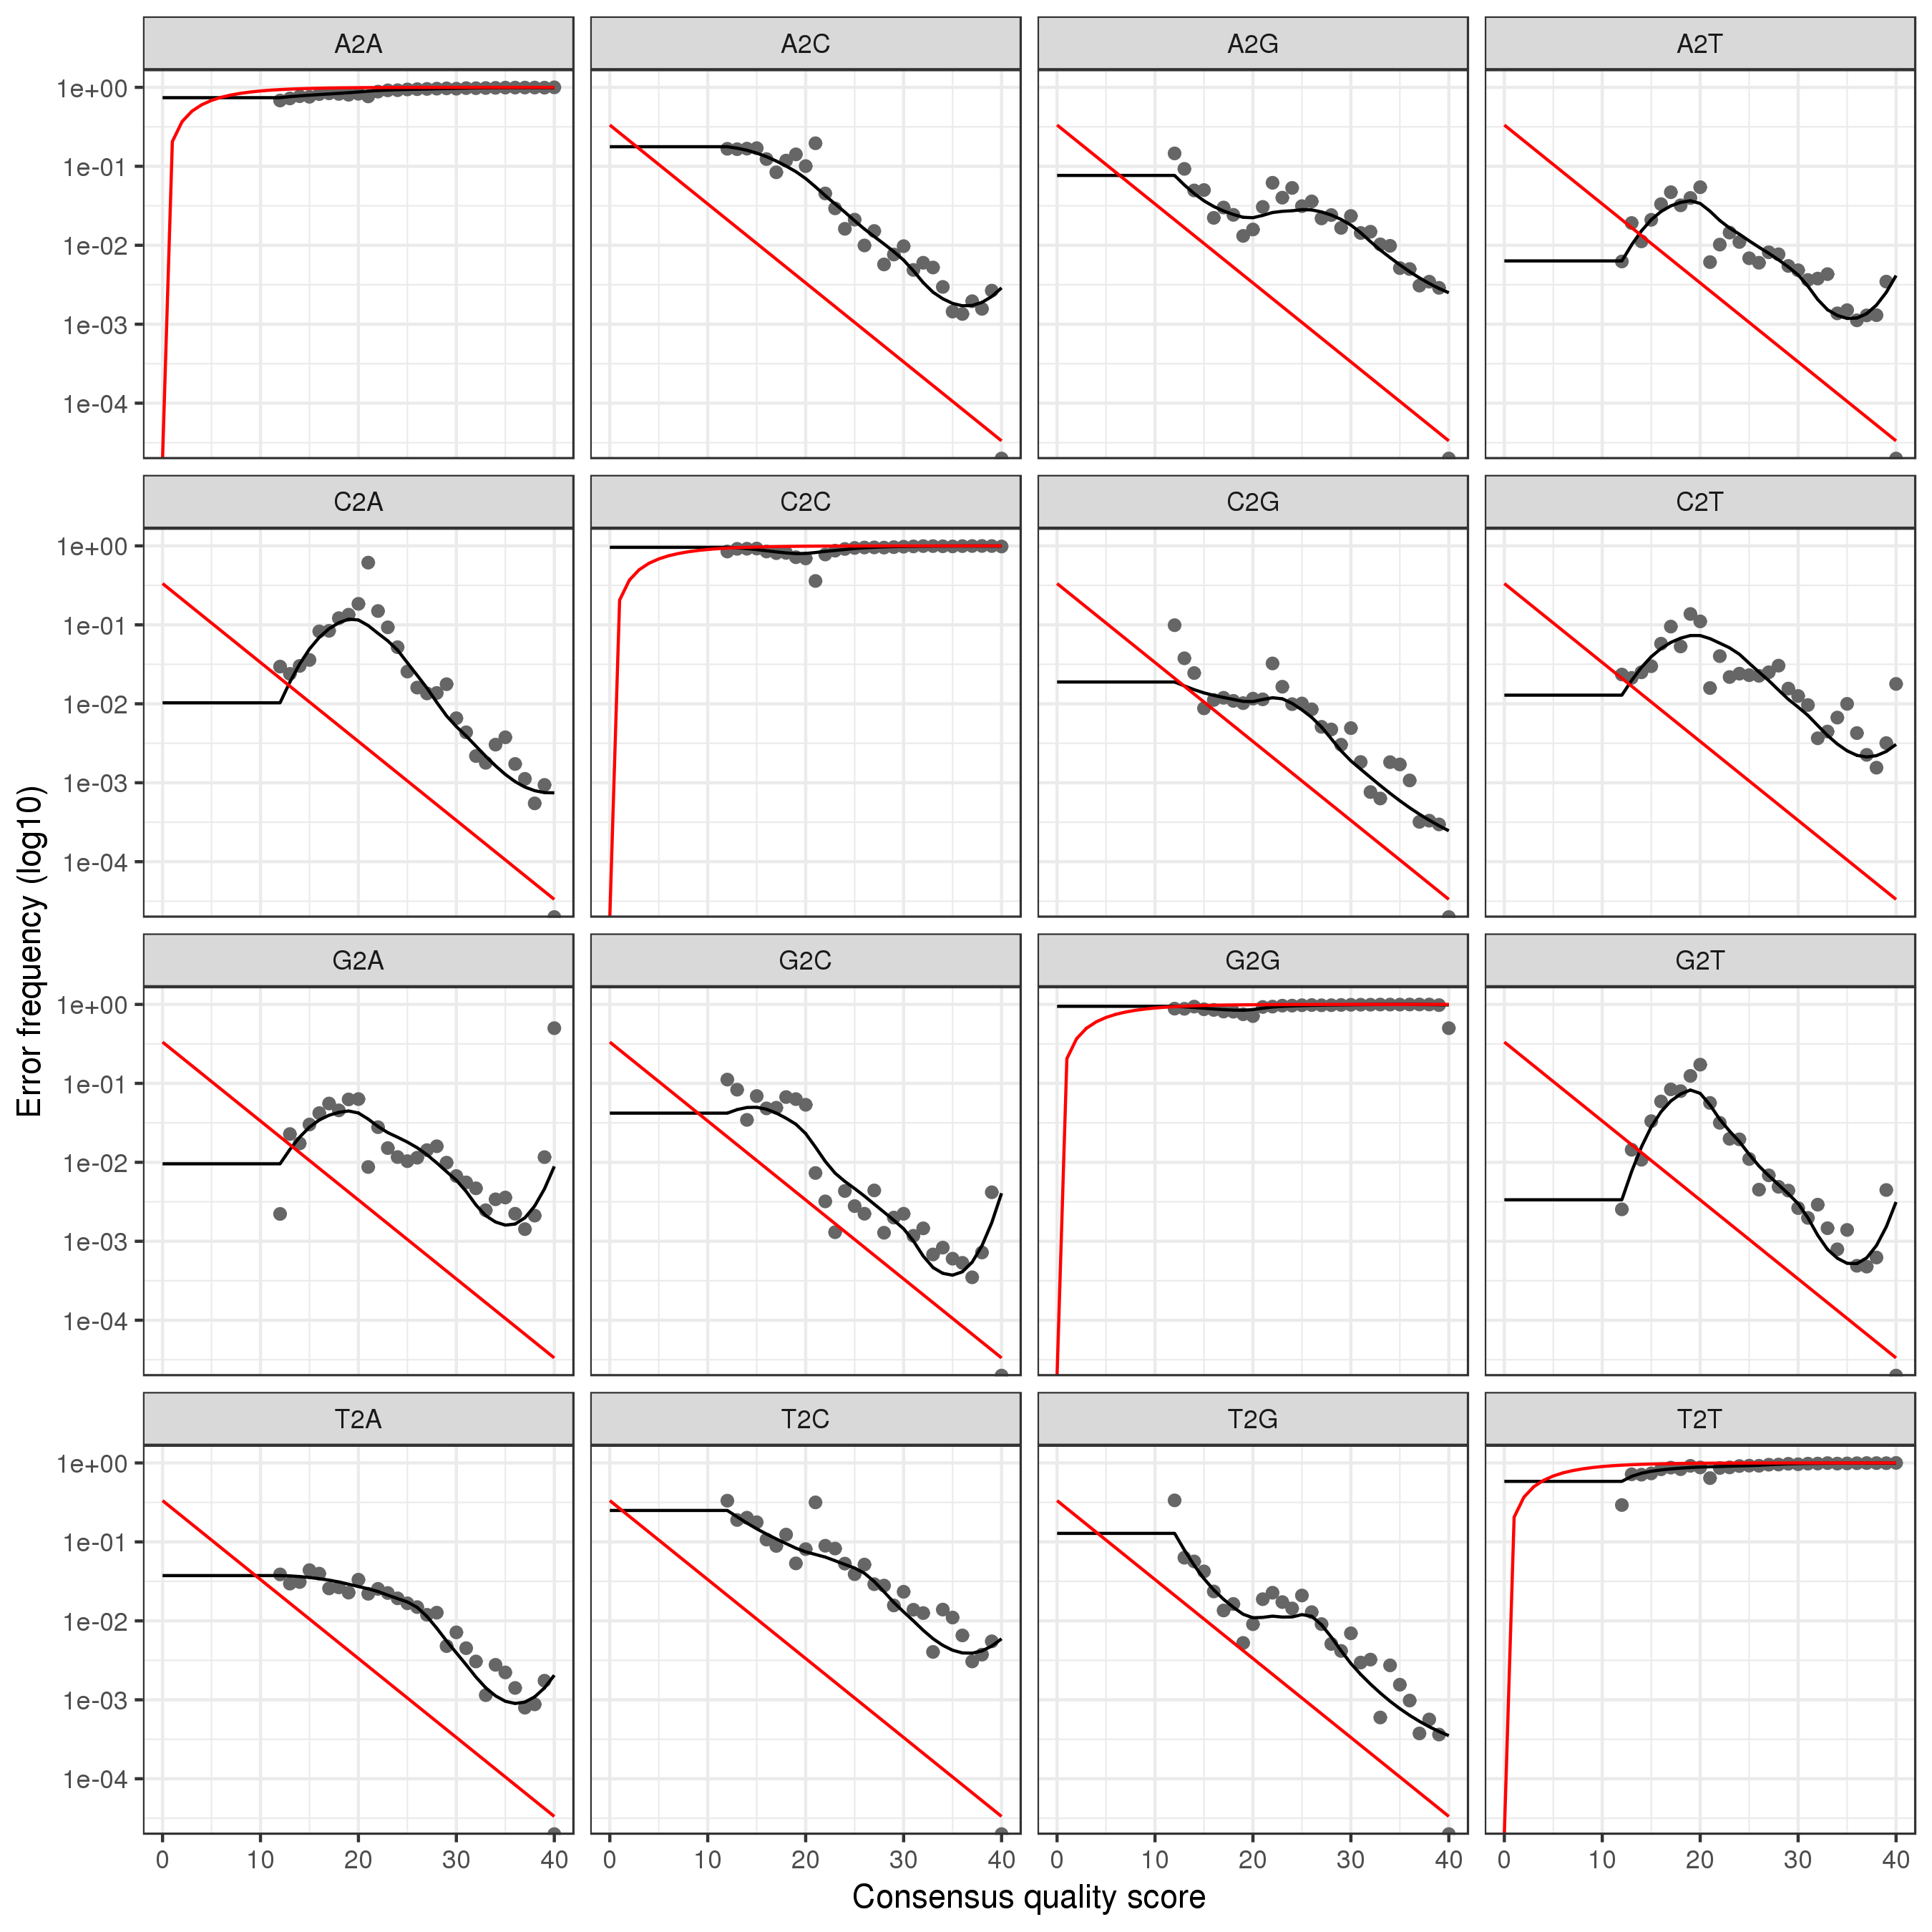 A2A A2C A2G A2T
1e+00
1e-01
1e-02
1e-03
1e-04
C2A C2C C2G C2T
1e+00
1e-01
1e-02
1e-03
1e-04
G2A G2C G2G G2T
1e+00
1e-01
1e-02
1e-03
1e-04
T2A T2C T2G T2T
1e+00
1e-01
1e-02
1e-03
1e-04
0 10 20 30 40 0 10 20 30 40 0 10 20 30 40 0 10 20 30 40
Consensus quality score
Error frequency (log10)